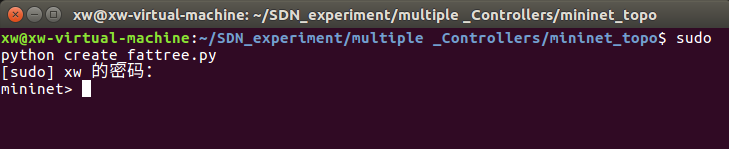 xw@xw-virtual-machine: ~/SDN_experiment/multiple _Controllers/mininet_topo
xw@xw-virtual-machine:~/SDN_experiment/multiple _Controllers/mininet_topo$ sudo
python create_fattree.py
[sudo] xw 的密码：
mininet>